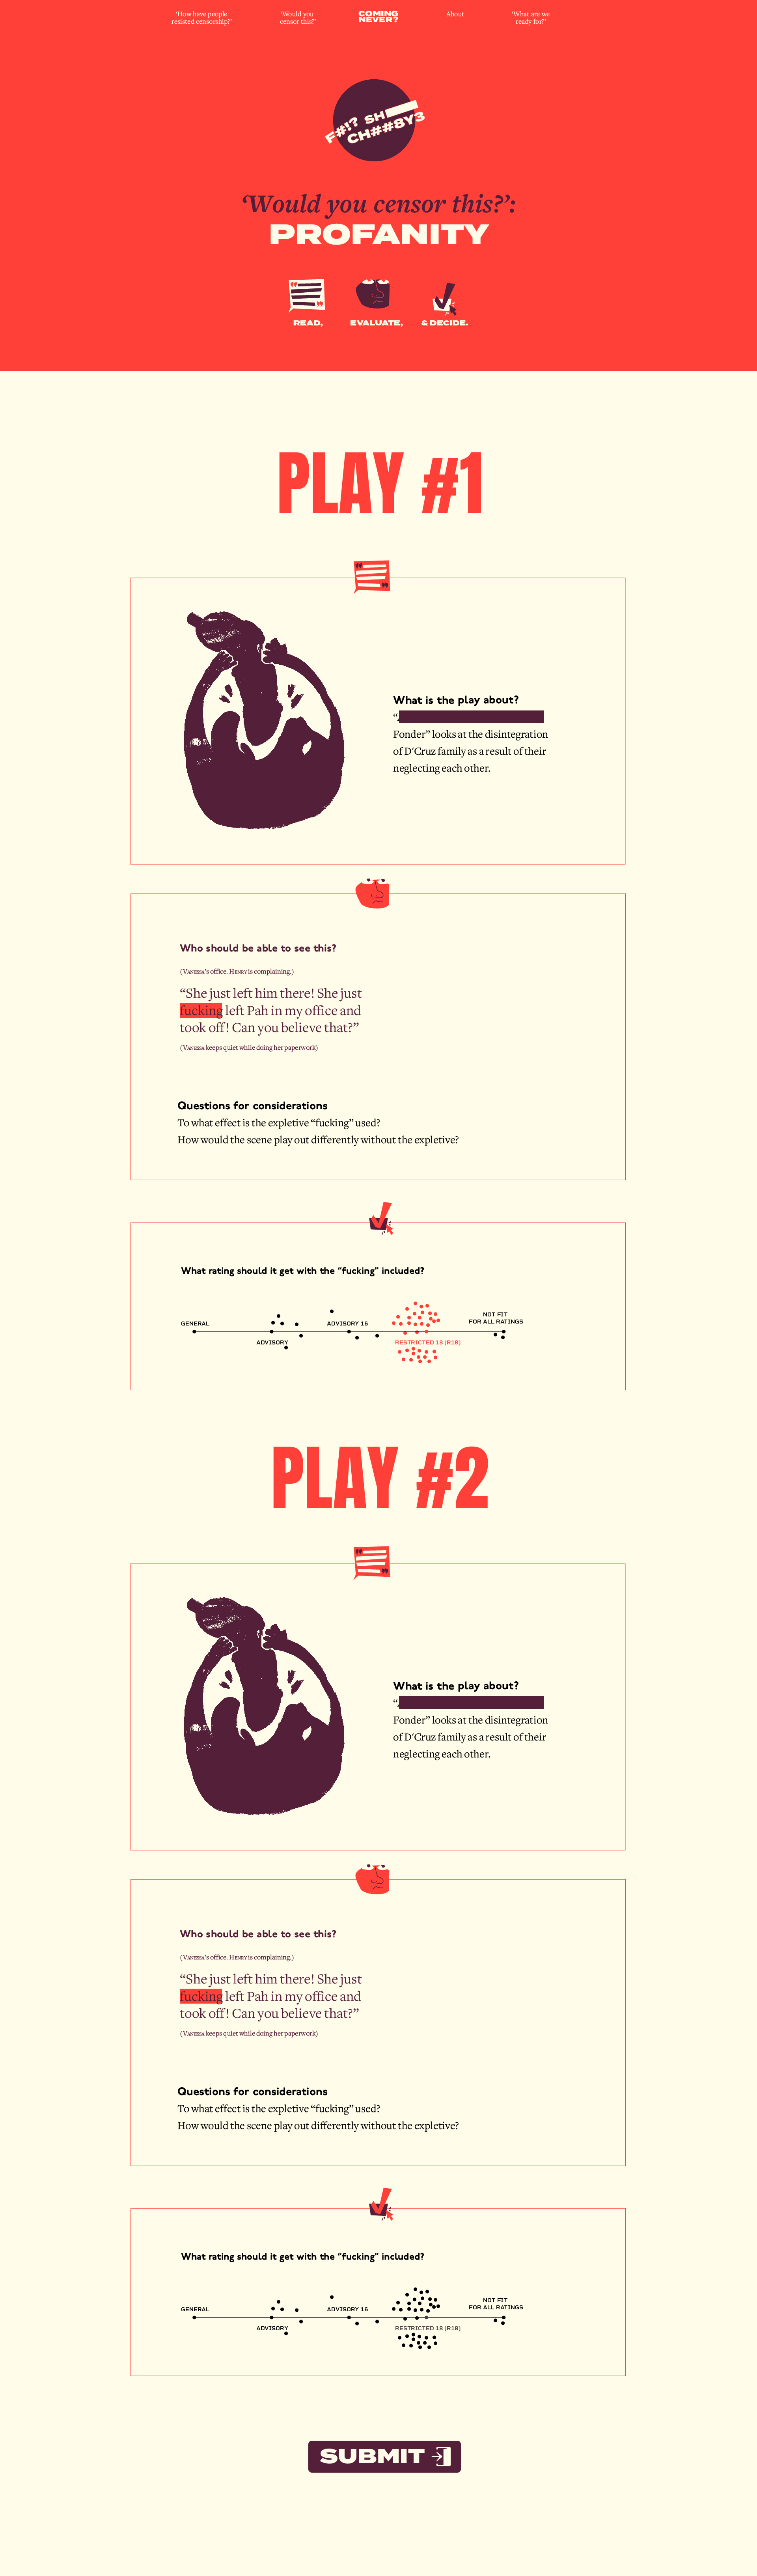 ‘How have people
resisted censorship?’
‘Would you
censor this?’
COMING
NEVER?
About
‘What are we
ready for?’
F#!? SH
CH##8Y3
‘Would you censor this?’:
PROFANITY
READ,
EVALUATE,
& DECIDE.
PLAY #1
What is the play about?
“
Fonder” looks at the disintegration
of D’Cruz family as a result of their
neglecting each other.
Who should be able to see this?
(Vanessa’s office. Henry is complaining.)
“She just left him there! She just
fucking left Pah in my office and
took off! Can you believe that?”
(Vanessa keeps quiet while doing her paperwork)
Questions for considerations
To what effect is the expletive “fucking” used?
How would the scene play out differently without the expletive?
What rating should it get with the “fucking” included?
GENERAL
ADVISORY
ADVISORY 16
RESTRICTED 18 (R18)
NOT FIT
FOR ALL RATINGS
PLAY #2
What is the play about?
“
Fonder” looks at the disintegration
of D’Cruz family as a result of their
neglecting each other.
Who should be able to see this?
(Vanessa’s office. Henry is complaining.)
“She just left him there! She just
fucking left Pah in my office and
took off! Can you believe that?”
(Vanessa keeps quiet while doing her paperwork)
Questions for considerations
To what effect is the expletive “fucking” used?
How would the scene play out differently without the expletive?
What rating should it get with the “fucking” included?
GENERAL
ADVISORY
ADVISORY 16
RESTRICTED 18 (R18)
NOT FIT
FOR ALL RATINGS
SUBMIT